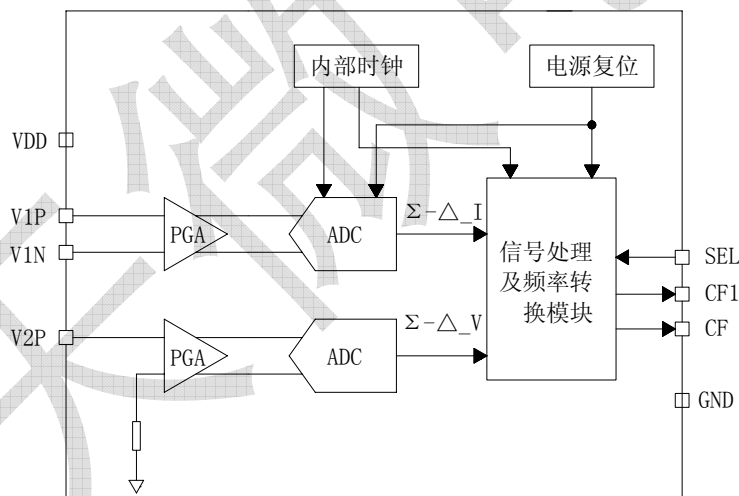 内部时钟
电源复位
VDD
V1P
V1N
V2P
PGA
ADC
Σ-△_I
PGA
ADC
Σ-△_V
信号处理
及频率转
换模块
SEL
CF1
CF
GND